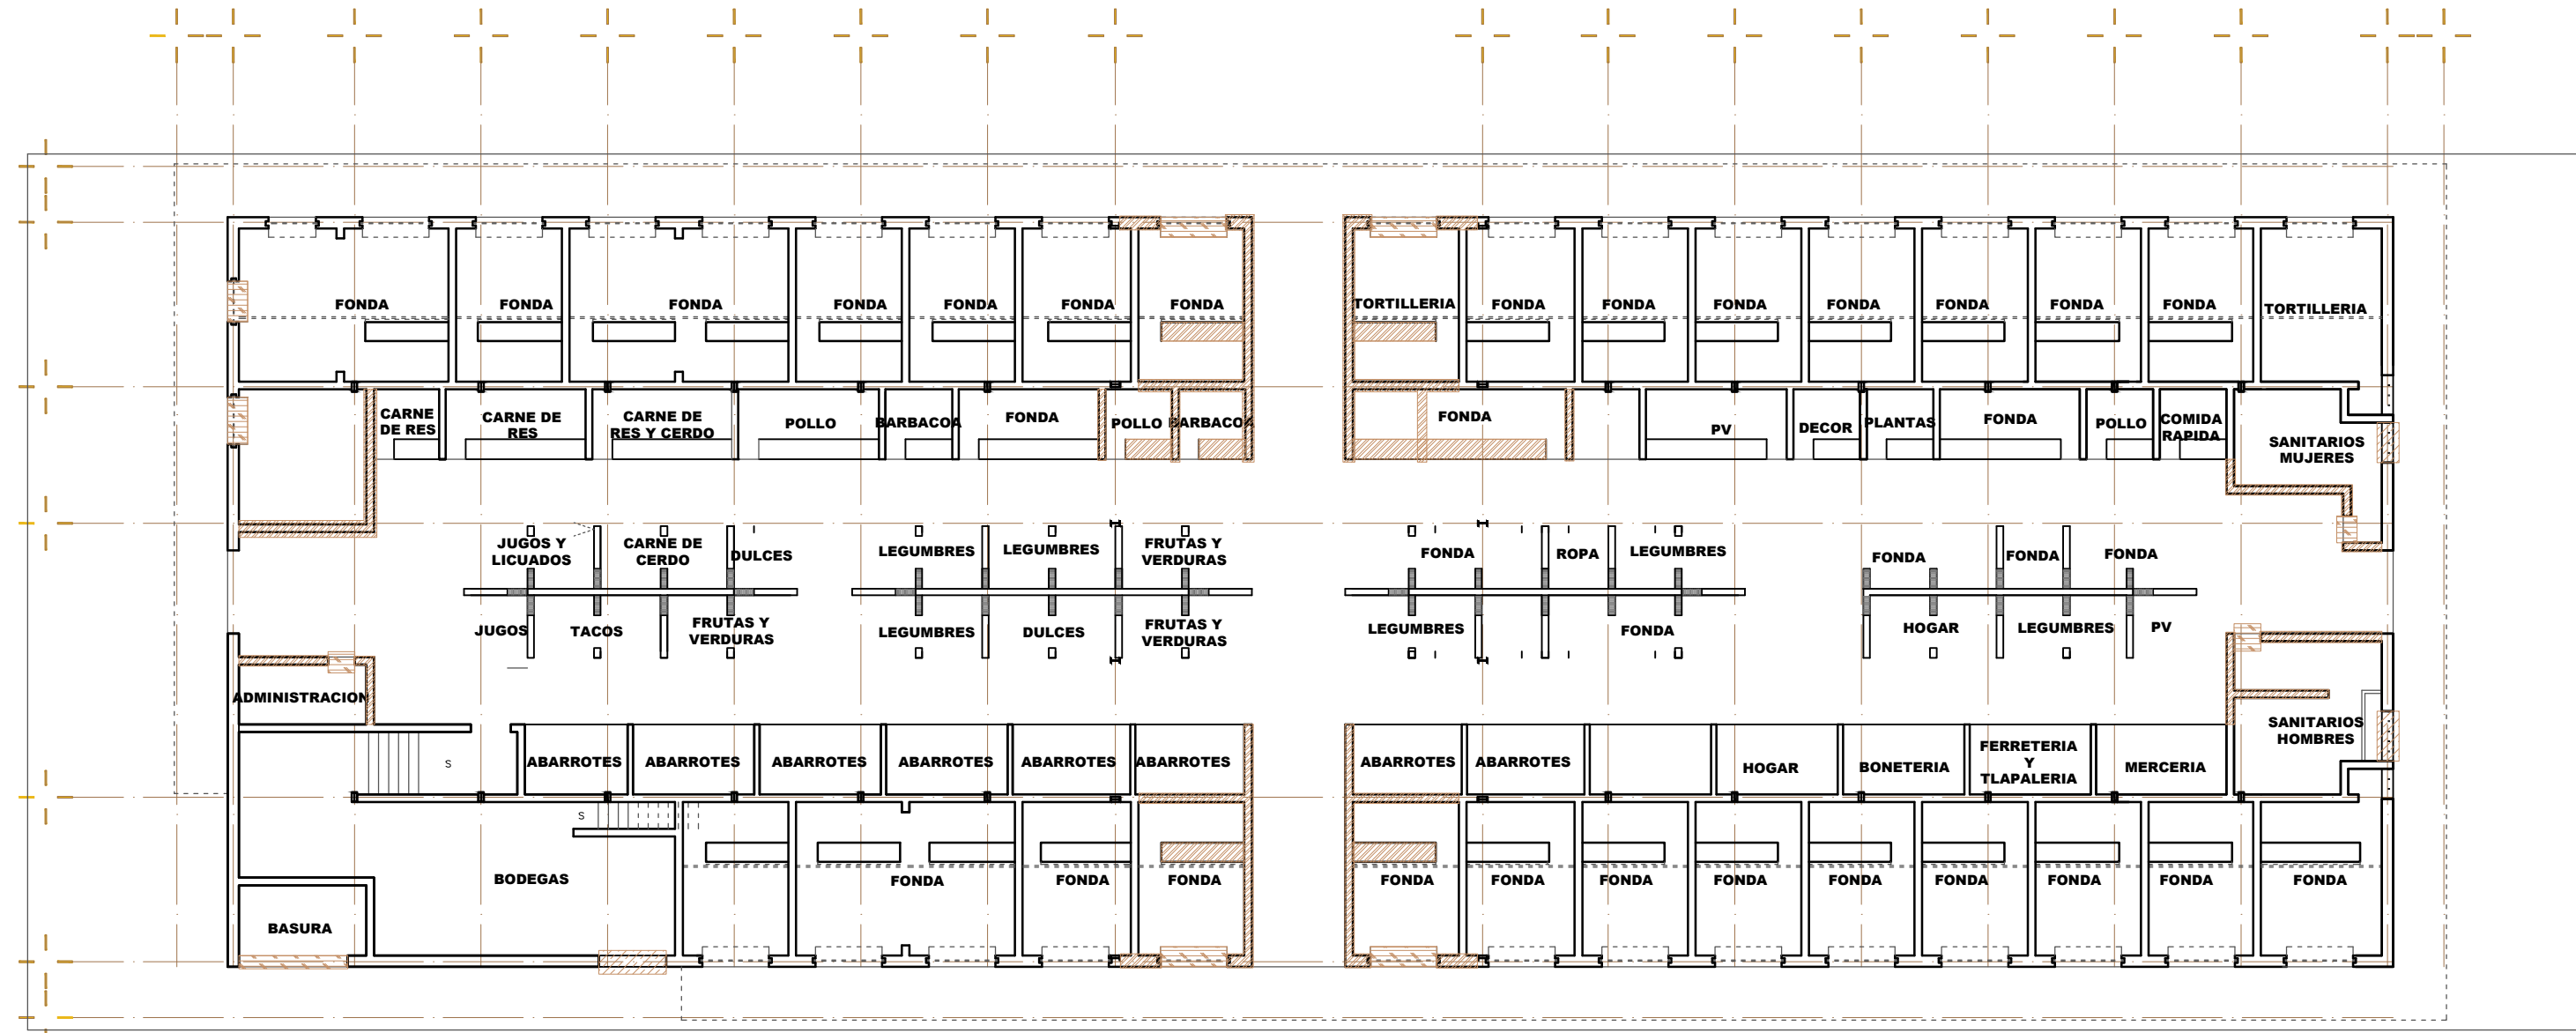 FONDA
FONDA
FONDA
FONDA
FONDA
FONDA
FONDA
TORTILLERIA
FONDA
FONDA
FONDA
FONDA
FONDA
FONDA
FONDA
TORTILLERIA
CARNE
DE RES
CARNE DE
RES
CARNE DE
RES Y CERDO
POLLO
BARBACOA
FONDA
POLLO
BARBACOA
FONDA
PV
DECOR
PLANTAS
FONDA
POLLO
COMIDA
RAPIDA
SANITARIOS
MUJERES
JUGOS Y
LICUADOS
CARNE DE
CERDO
DULCES
LEGUMBRES
LEGUMBRES
FRUTAS Y
VERDURAS
FONDA
ROPA
LEGUMBRES
FONDA
FONDA
FONDA
JUGOS
TACOS
FRUTAS Y
VERDURAS
LEGUMBRES
DULCES
FRUTAS Y
VERDURAS
LEGUMBRES
FONDA
HOGAR
LEGUMBRES
PV
ADMINISTRACION
SANITARIOS
HOMBRES
S
ABARROTES
ABARROTES
ABARROTES
ABARROTES
ABARROTES
ABARROTES
ABARROTES
ABARROTES
HOGAR
BONETERIA
FERRETERIA
Y
TLAPALERIA
MERCERIA
S
BODEGAS
FONDA
FONDA
FONDA
FONDA
FONDA
FONDA
FONDA
FONDA
FONDA
FONDA
FONDA
FONDA
BASURA